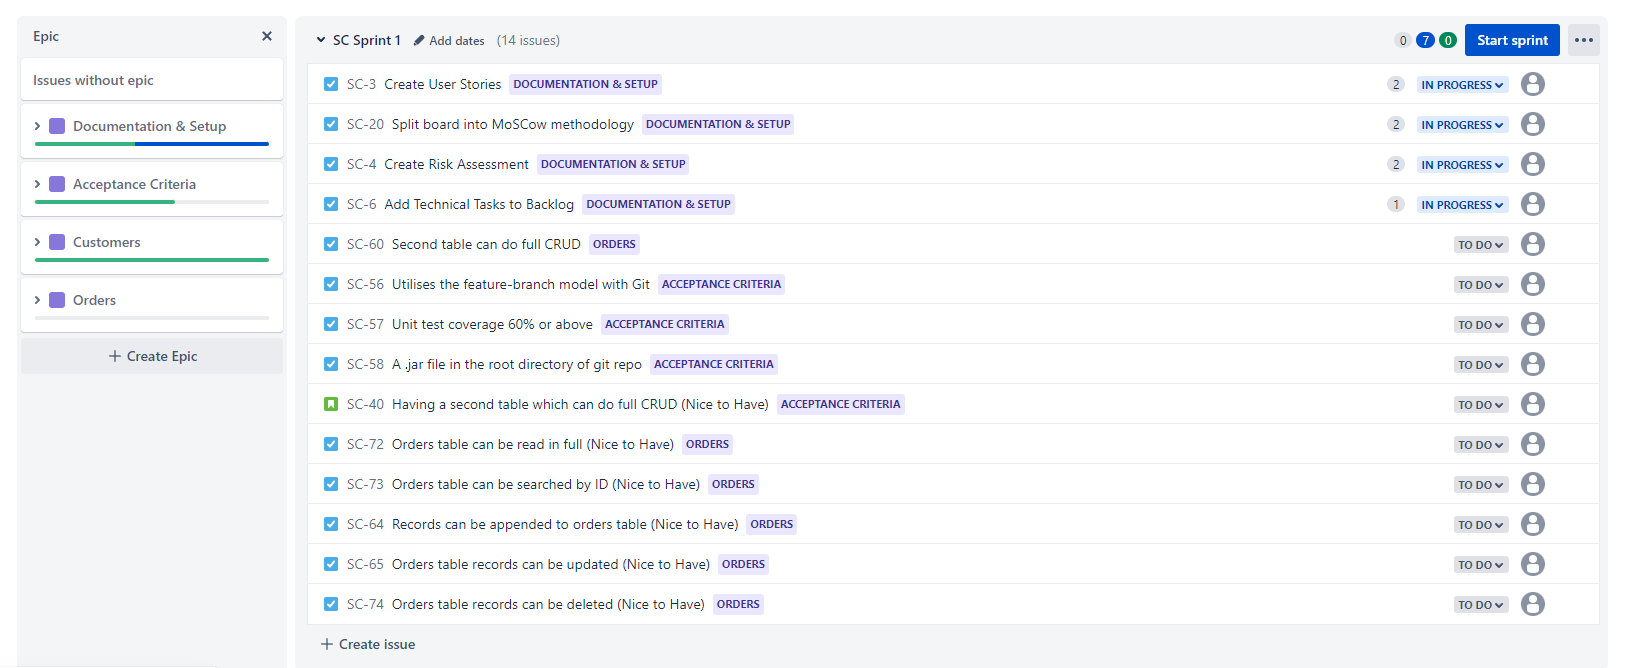 Epic
Issues without epic
Documentation & Setup
Acceptance Criteria
Customers
Orders
Create Epic
SC Sprint 1 Add dates (14 issues) 0 7 0 Start sprint
SC-3 Create User Stories DOCUMENTATION & SETUP 2 IN PROGRESS
SC-20 Split board into MoSCow methodology DOCUMENTATION & SETUP 2 IN PROGRESS
SC-4 Create Risk Assessment DOCUMENTATION & SETUP 2 IN PROGRESS
SC-6 Add Technical Tasks to Backlog DOCUMENTATION & SETUP 1 IN PROGRESS
SC-60 Second table can do full CRUD ORDERS TO DO
SC-56 Utilises the feature-branch model with Git ACCEPTANCE CRITERIA TO DO
SC-57 Unit test coverage 60% or above ACCEPTANCE CRITERIA TO DO
SC-58 A .jar file in the root directory of git repo ACCEPTANCE CRITERIA TO DO
SC-40 Having a second table which can do full CRUD (Nice to Have) ACCEPTANCE CRITERIA TO DO
SC-72 Orders table can be read in full (Nice to Have) ORDERS TO DO
SC-73 Orders table can be searched by ID (Nice to Have) ORDERS TO DO
SC-64 Records can be appended to orders table (Nice to Have) ORDERS TO DO
SC-65 Orders table records can be updated (Nice to Have) ORDERS TO DO
SC-74 Orders table records can be deleted (Nice to Have) ORDERS TO DO
Create issue